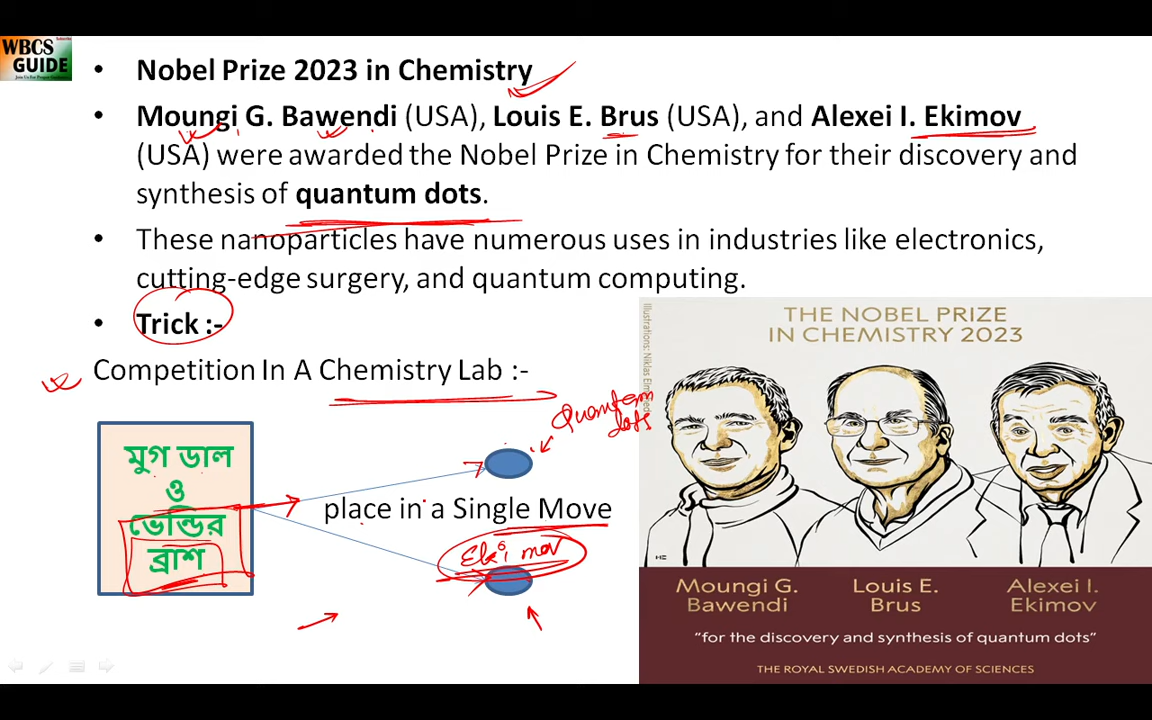 WBCS
GUIDE
• Nobel Prize 2023 in Chemistry
• Moungi G. Bawendi (USA), Louis E. Brus (USA), and Alexei I. Ekimov
(USA) were awarded the Nobel Prize in Chemistry for their discovery and
synthesis of quantum dots.
• These nanoparticles have numerous uses in industries like electronics,
cutting-edge surgery, and quantum computing.
• Trick :-
Competition In A Chemistry Lab :-
Quantum
dots
মুগ ডাল
ও
ভেন্ডির
ব্রাশ
place in a Single Move
Ekimov
THE NOBEL PRIZE
IN CHEMISTRY 2023
Moungi G.
Bawendi
Louis E.
Brus
Alexei I.
Ekimov
"for the discovery and synthesis of quantum dots"
THE ROYAL SWEDISH ACADEMY OF SCIENCES